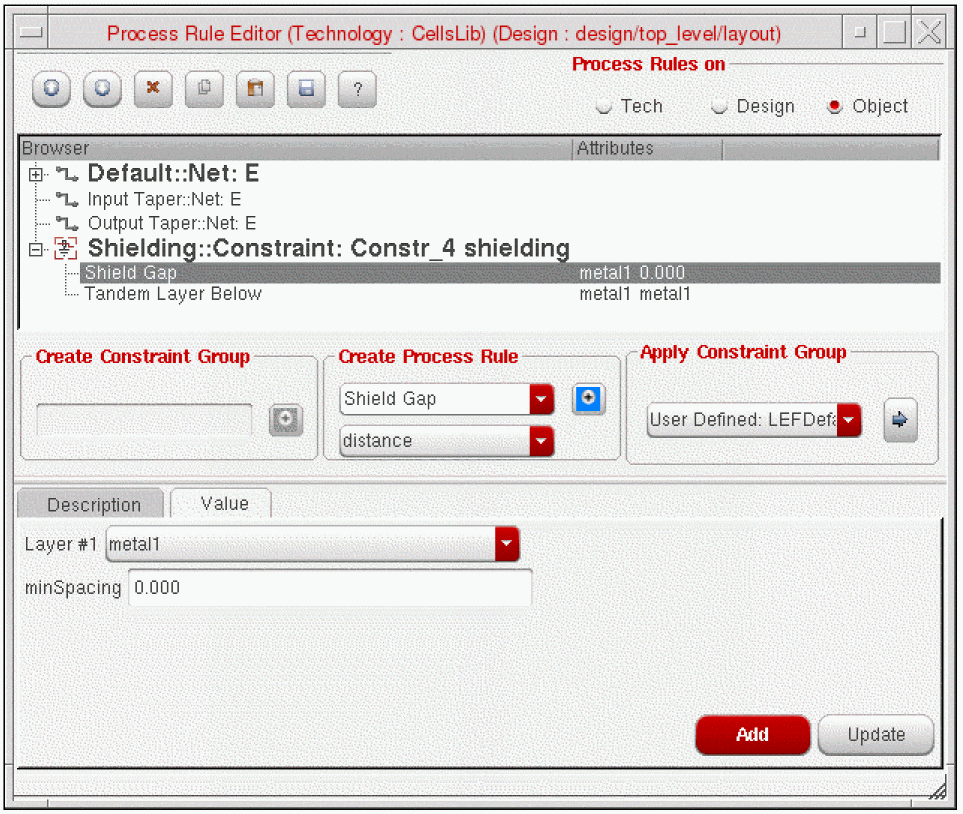 Process Rule Editor (Technology : CellsLib) (Design : design/top_level/layout)
Process Rules on
?
Tech Design Object
Browser Attributes
Default::Net: E
Input Taper::Net: E
Output Taper::Net: E
Shielding::Constraint: Constr_4 shielding
Shield Gap metal1 0.000
Tandem Layer Below metal1 metal1
Create Constraint Group Create Process Rule Apply Constraint Group
Shield Gap
User Defined: LEFDefa
distance
Description Value
Layer #1 metal1
minSpacing 0.000
Add Update